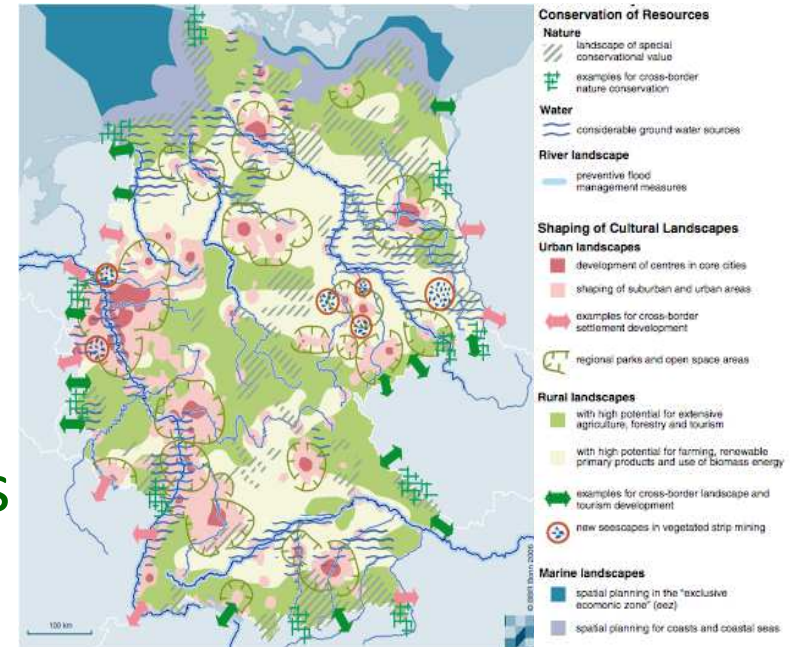 Conservation of Resources
Nature
landscape of special
conservational value
examples for cross-border
nature conservation
Water
considerable ground water sources
River landscape
preventive flood
management measures
Shaping of Cultural Landscapes
Urban landscapes
development of centres in core cities
shaping of suburban and urban areas
examples for cross-border
settlement development
regional parks and open space areas
Rural landscapes
with high potential for extensive
agriculture, forestry and tourism
with high potential for farming, renewable
primary products and use of biomass energy
examples for cross-border landscape and
tourism development
new seescapes in vegetated strip mining
Marine landscapes
spatial planning in the "exclusive
ecomonic zone" (eez)
spatial planning for coasts and coastal seas
100 km
© BBR Bonn 2006
s